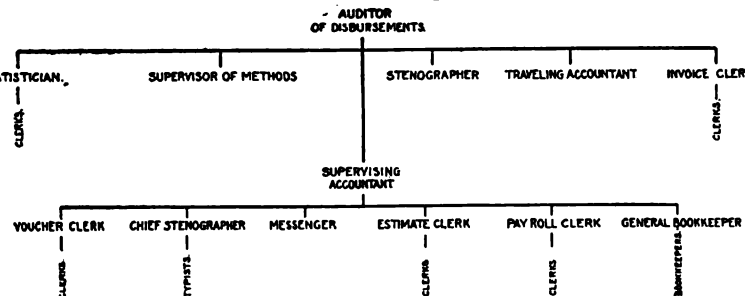 AUDITOR
OF DISBURSEMENTS
ATISTICIAN. SUPERVISOR OF METHODS STENOGRAPHER TRAVELING ACCOUNTANT INVOICE CLER
CLERKS. CLERKS.
SUPERVISING
ACCOUNTANT
VOUCHER CLERK CHIEF STENOGRAPHER MESSENGER ESTIMATE CLERK PAY ROLL CLERK GENERAL BOOKKEEPER
CLERKS. TYPISTS. CLERKS. CLERKS BOOKKEEPERS.